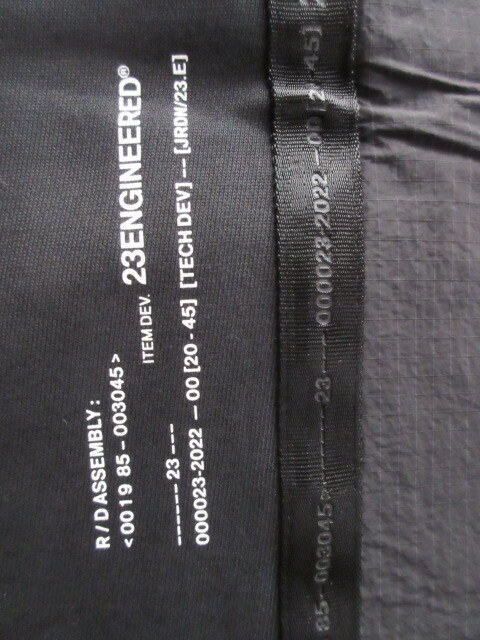 R/D ASSEMBLY:
<0019 85-003045>
ITEM DEV. 23ENGINEERED®
------ 23 ---
000023-2022 — 00 [20-45] [TECH DEV] --- [JRDN/23.E]
85-003045>------ 23 --- 000023-2022 — 00 [20-45]